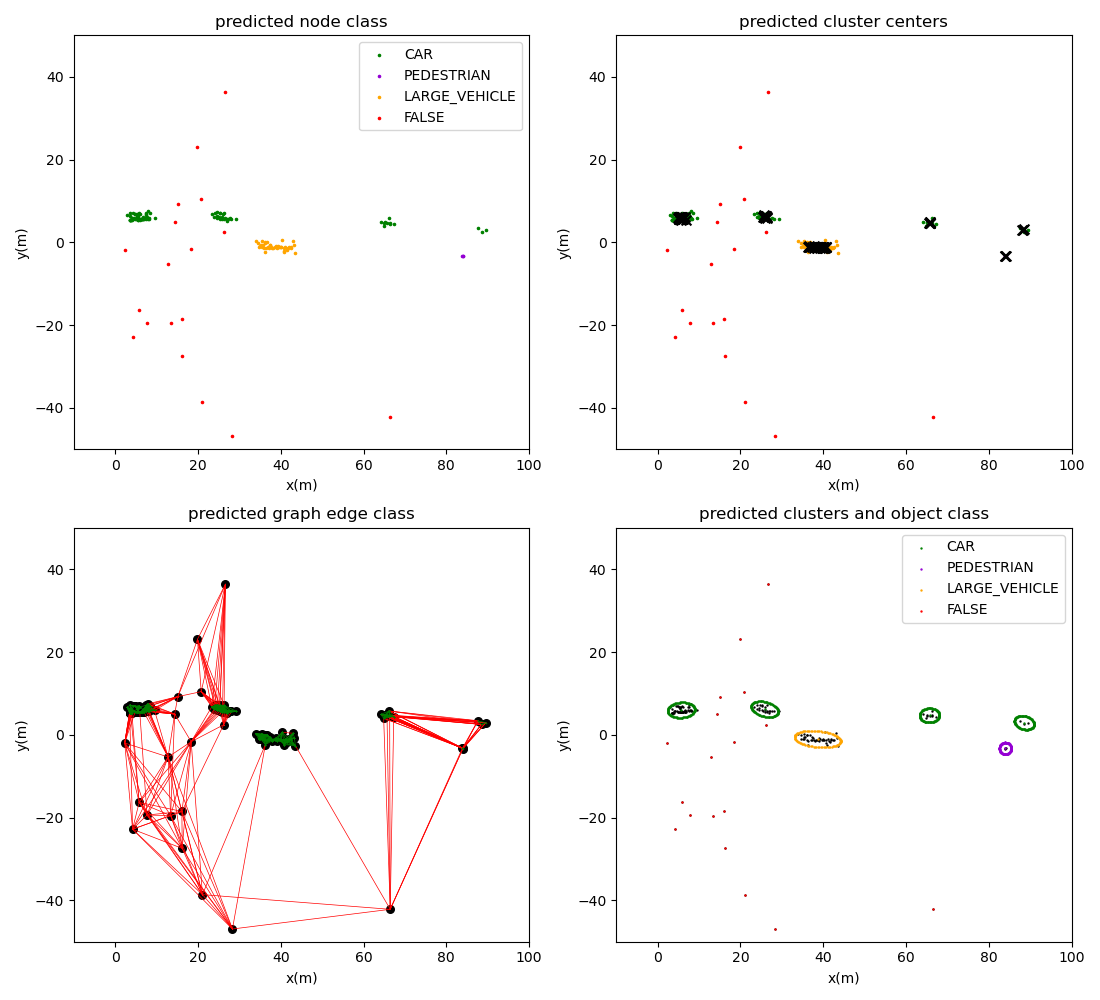 predicted node class
y(m)
40
20
0
−20
−40
CAR
PEDESTRIAN
LARGE_VEHICLE
FALSE
0 20 40 60 80 100
x(m)
predicted cluster centers
y(m)
40
20
0
−20
−40
0 20 40 60 80 100
x(m)
predicted graph edge class
y(m)
40
20
0
−20
−40
0 20 40 60 80 100
x(m)
predicted clusters and object class
y(m)
40
20
0
−20
−40
CAR
PEDESTRIAN
LARGE_VEHICLE
FALSE
0 20 40 60 80 100
x(m)